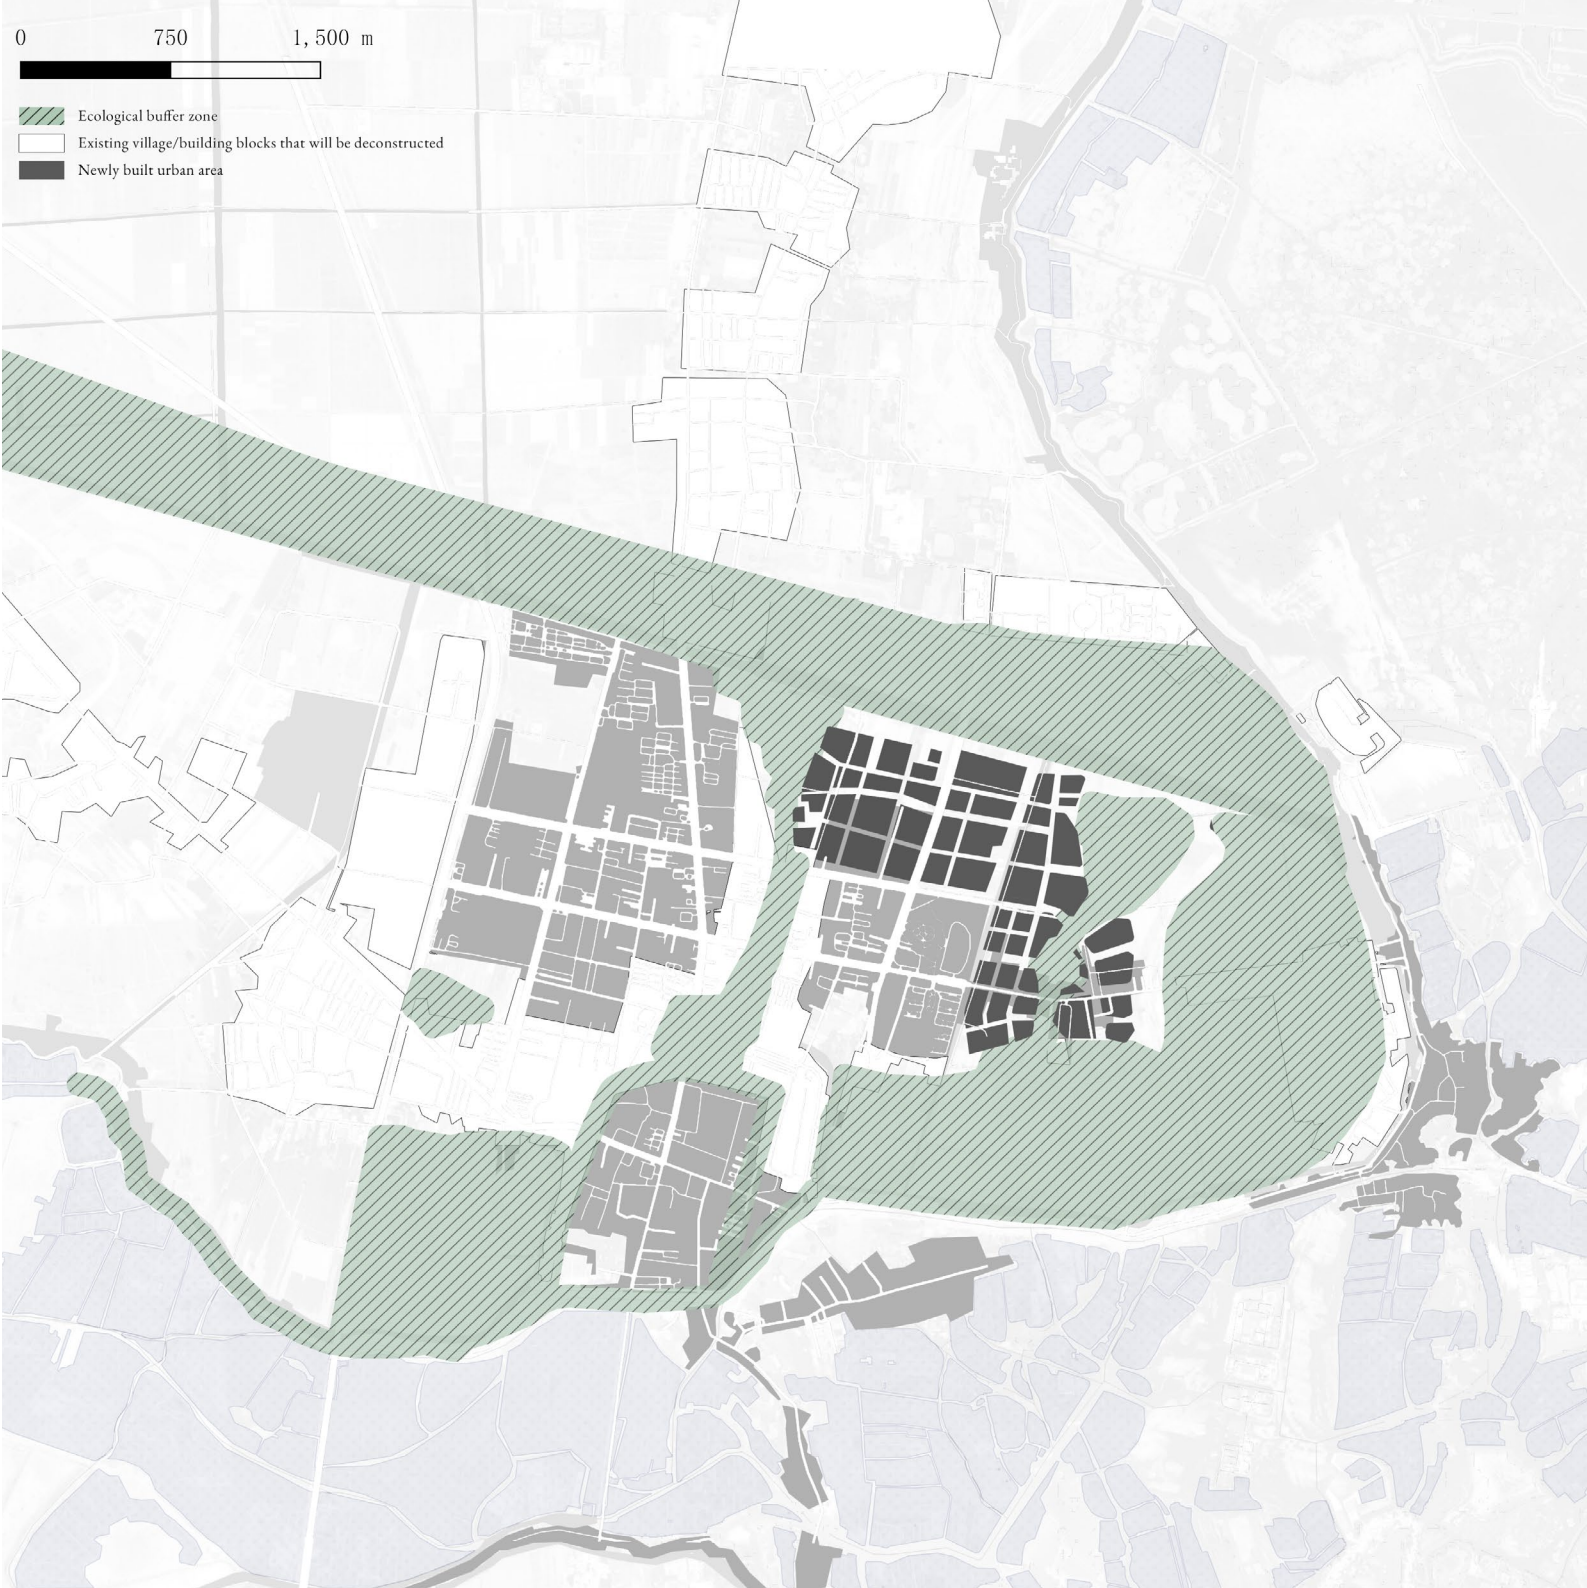 0 750 1,500 m
Ecological buffer zone
Existing village/building blocks that will be deconstructed
Newly built urban area